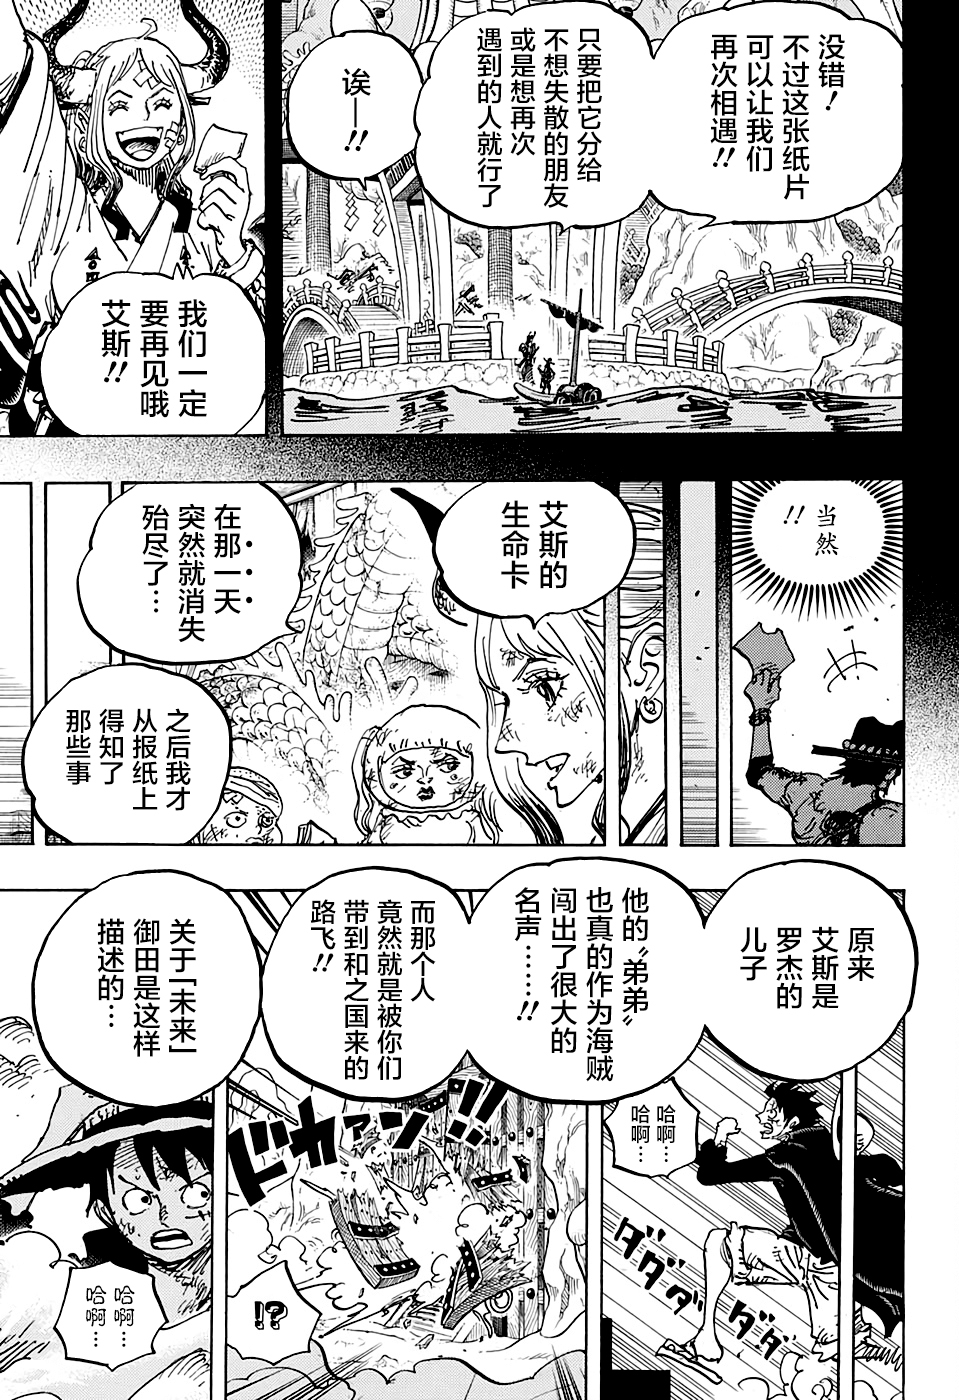 没错！
不过这张纸片
可以让我们
再次相遇！！
只要把它分给
不想失散的朋友
或是想再次
遇到的人就行了
诶—！！
我们一定
要再见哦
艾斯！！
当然
！！
艾斯的
生命卡
在那一天
突然就消失
殆尽了…
之后我才
从报纸上
得知了
那些事
原来
艾斯是
罗杰的
儿子
他的〝弟弟〞
也真的作为海贼
闯出了很大的
名声……！！
而那个人
竟然就是被你们
带到和之国来的
路飞！！
关于「未来」
御田是这样
描述的…
哈啊…
哈啊…
ダダダダダ
ドカァン！！
！？
哈啊…
哈啊…